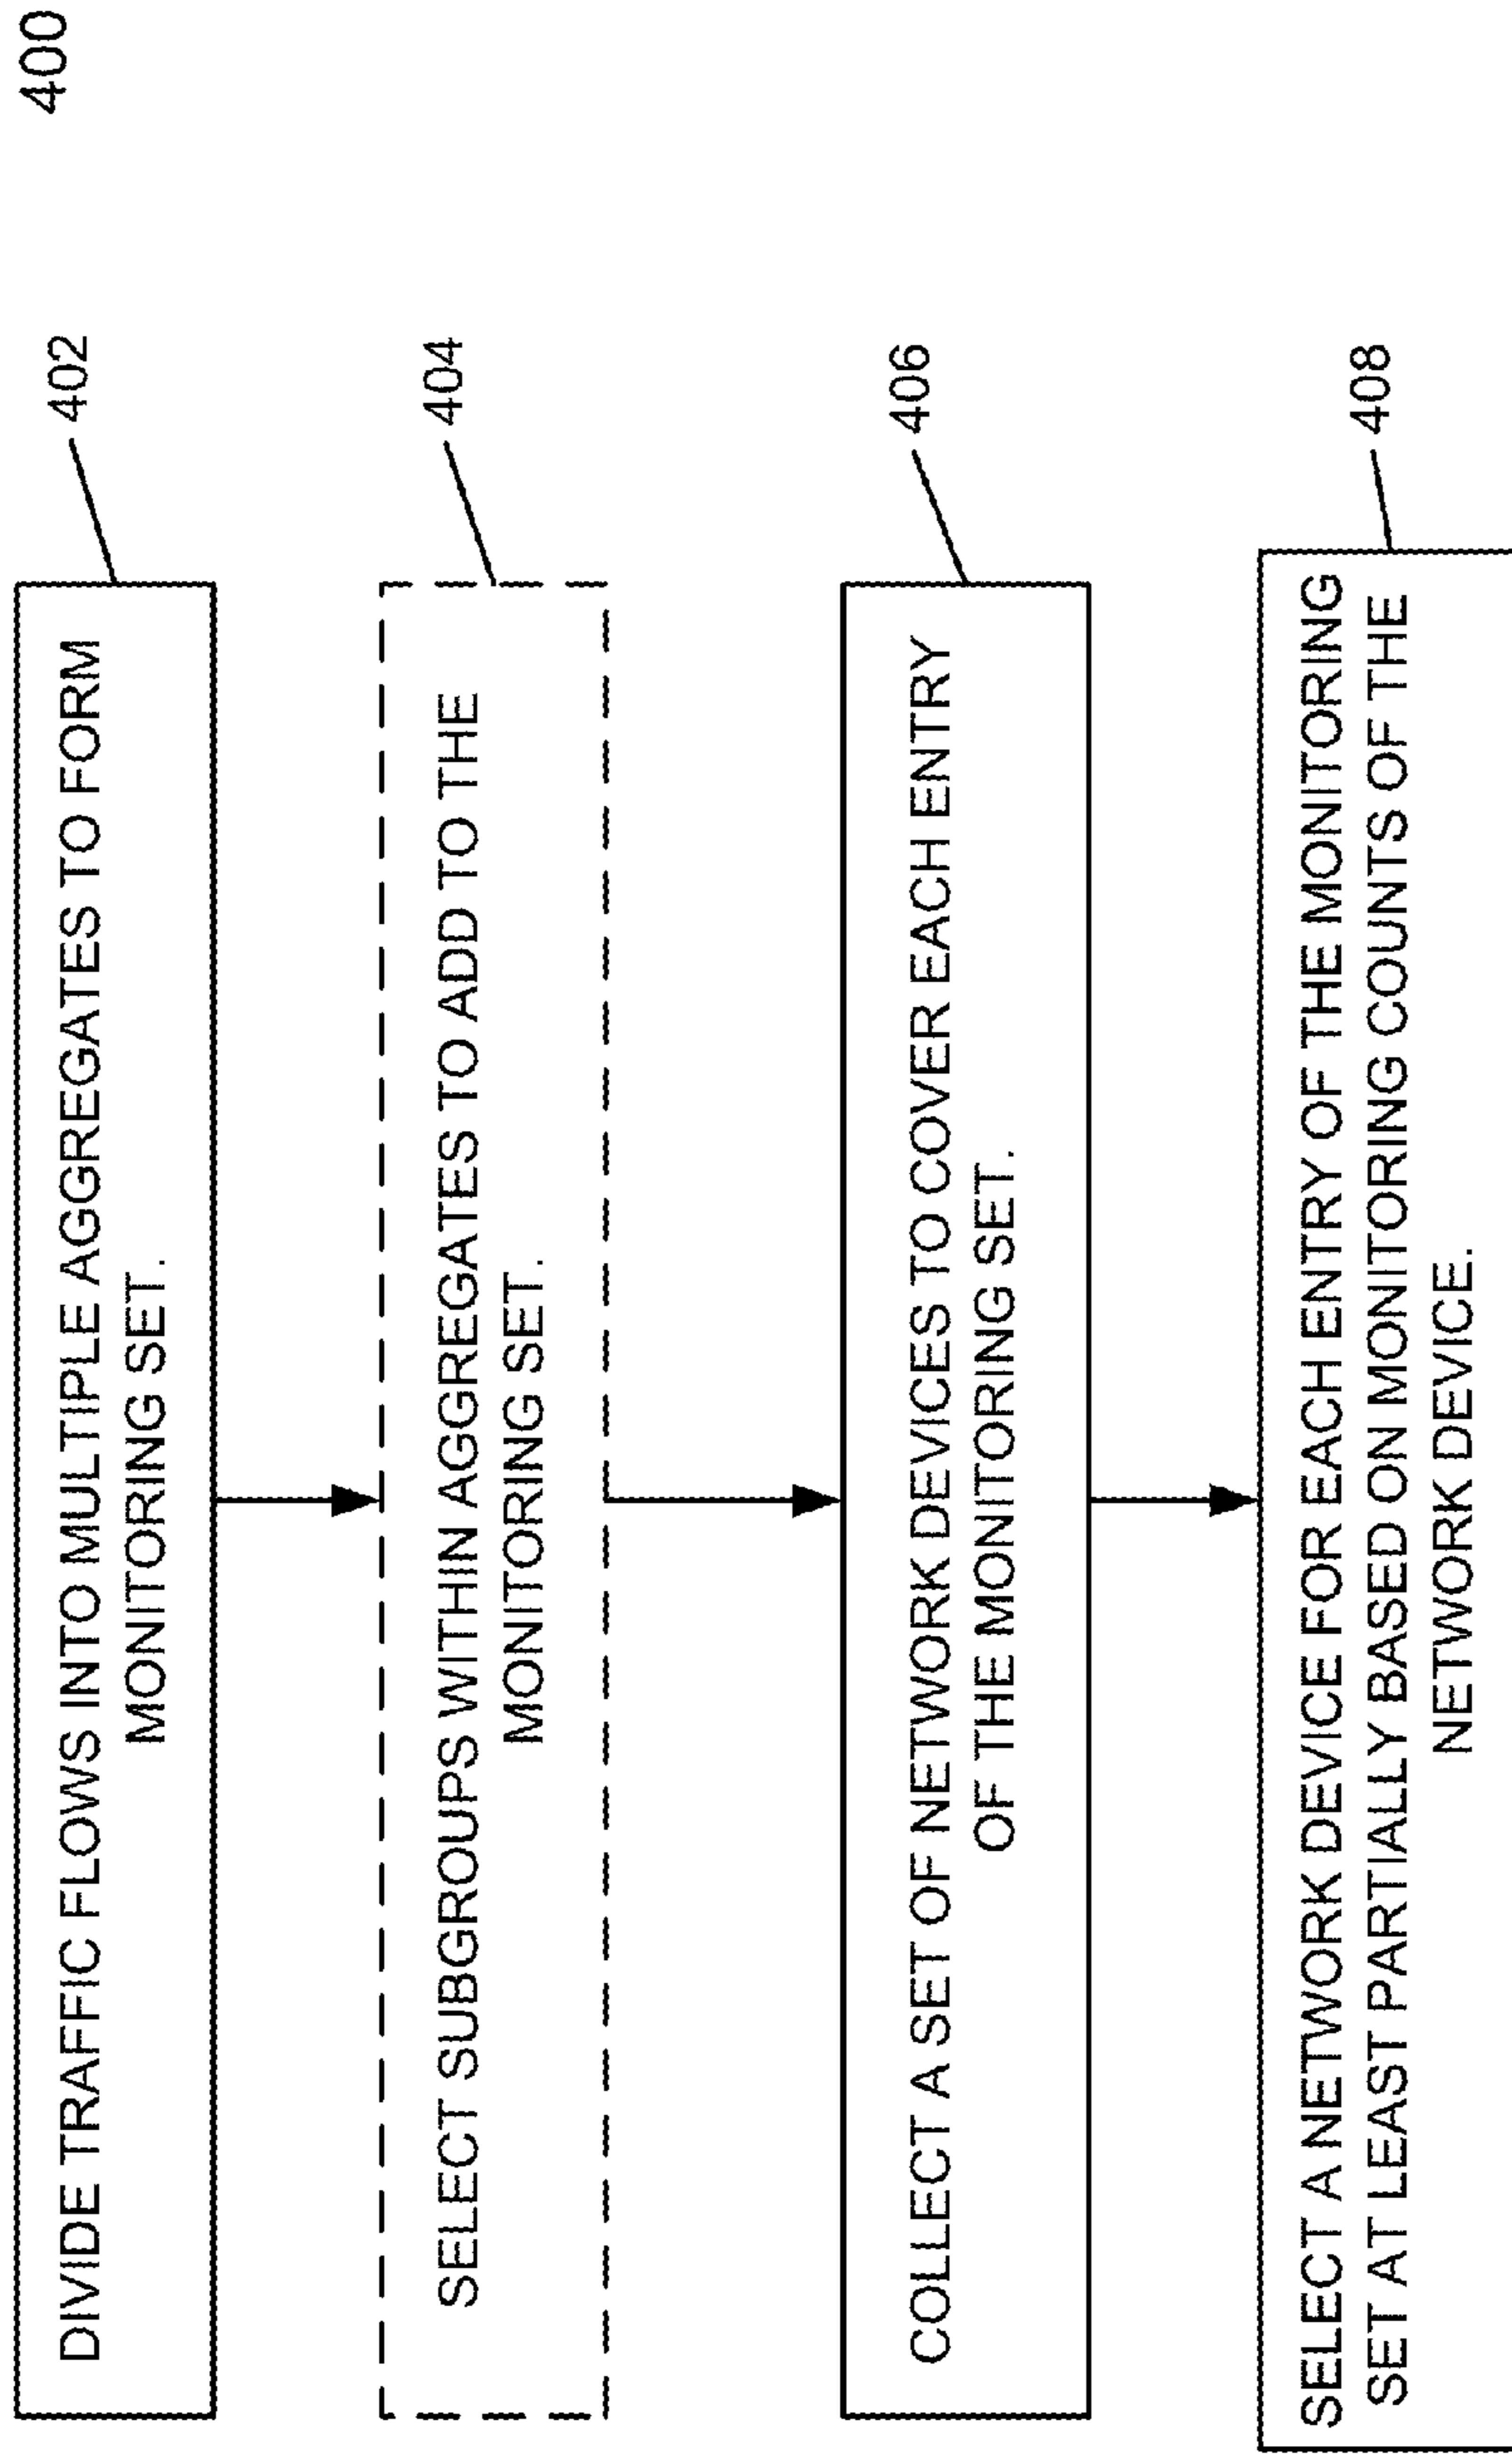 400
DIVIDE TRAFFIC FLOWS INTO MULTIPLE AGGREGATES TO FORM
MONITORING SET.
402
SELECT SUBGROUPS WITHIN AGGREGATES TO ADD TO THE
MONITORING SET.
404
COLLECT A SET OF NETWORK DEVICES TO COVER EACH ENTRY
OF THE MONITORING SET.
406
SELECT A NETWORK DEVICE FOR EACH ENTRY OF THE MONITORING
SET AT LEAST PARTIALLY BASED ON MONITORING COUNTS OF THE
NETWORK DEVICE.
408